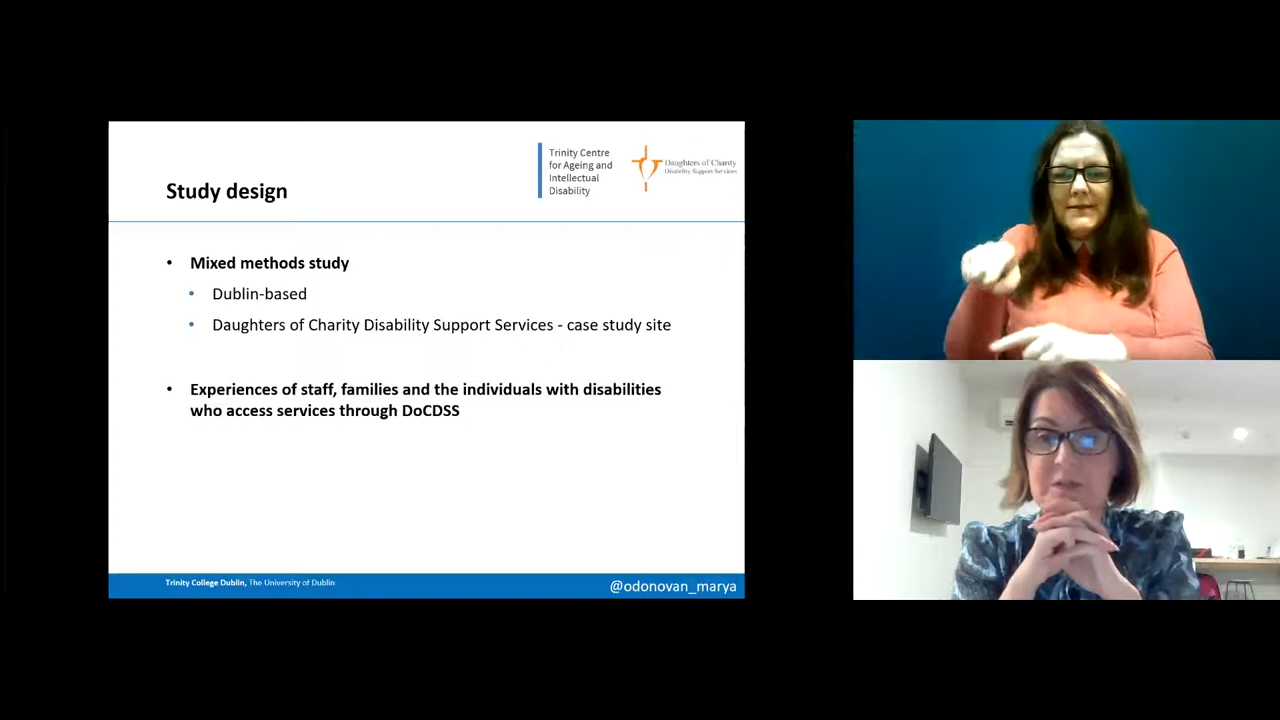 Trinity Centre
for Ageing and
Intellectual
Disability
Daughters of Charity
Disability Support Services
Study design
• Mixed methods study
• Dublin-based
• Daughters of Charity Disability Support Services - case study site
• Experiences of staff, families and the individuals with disabilities
who access services through DoCDSS
Trinity College Dublin, The University of Dublin
@odonovan_marya